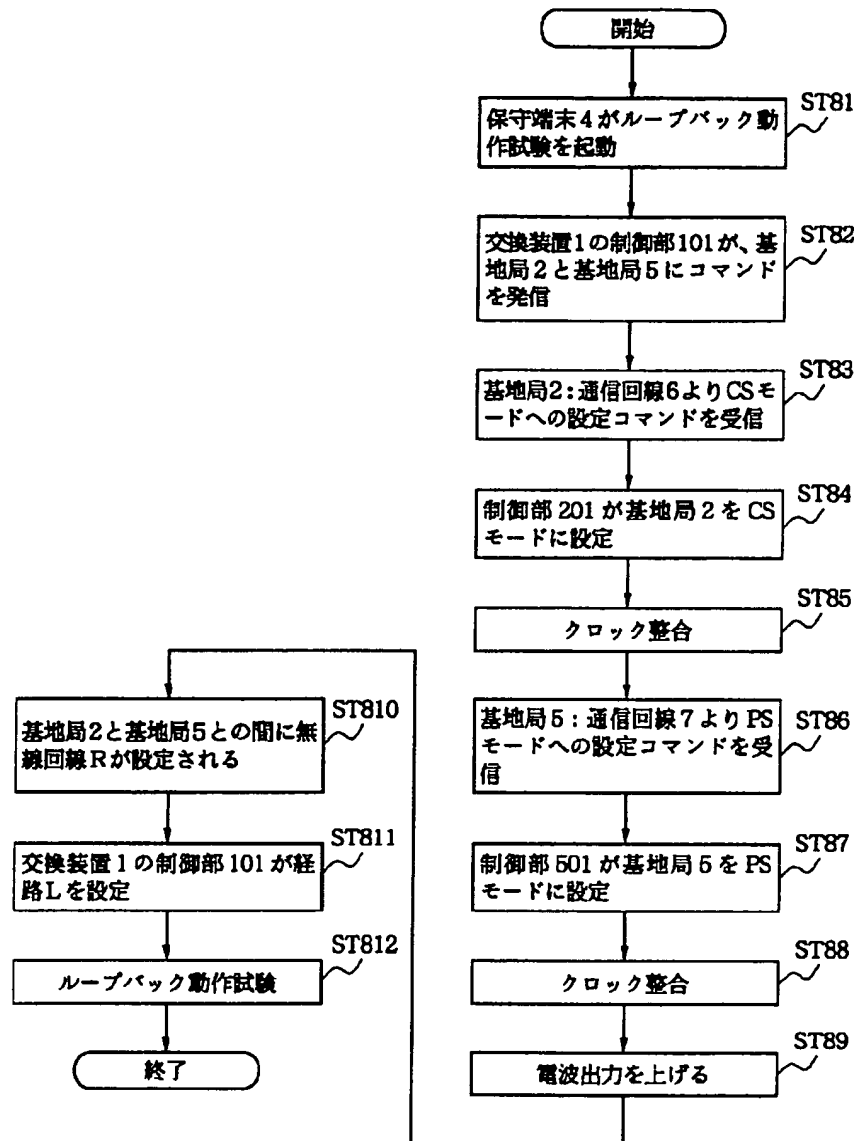 開始
ST81
保守端末4がループバック動
作試験を起動
ST82
交換装置1の制御部101が、基
地局2と基地局5にコマンド
を発信
ST83
基地局2:通信回線6よりCSモ
ードへの設定コマンドを受信
ST84
制御部201が基地局2をCS
モードに設定
ST85
クロック整合
ST86
基地局5:通信回線7よりPS
モードへの設定コマンドを受
信
ST87
制御部501が基地局5をPS
モードに設定
ST88
クロック整合
ST89
電波出力を上げる
ST810
基地局2と基地局5との間に無
線回線Rが設定される
ST811
交換装置1の制御部101が経
路Lを設定
ST812
ループバック動作試験
終了